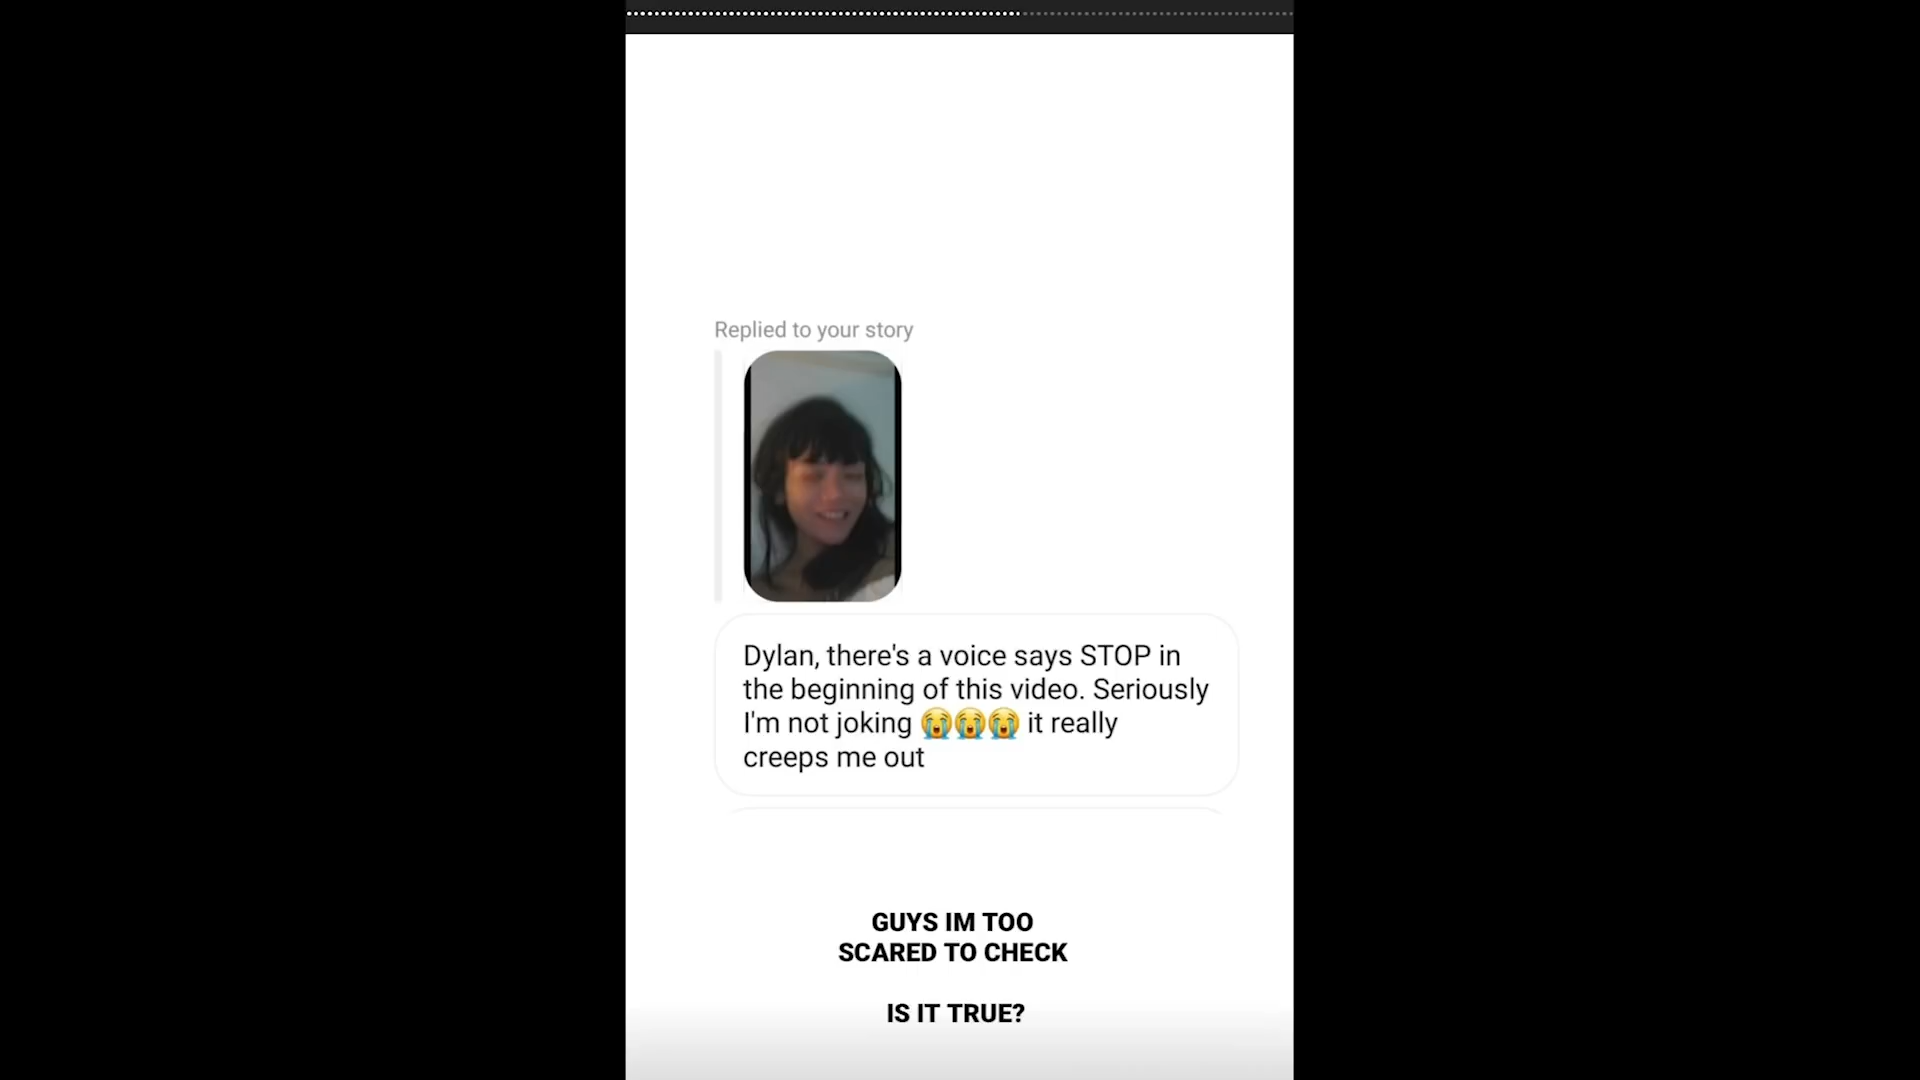 Replied to your story
Dylan, there's a voice says STOP in
the beginning of this video. Seriously
I'm not joking 😭😭😭 it really
creeps me out
GUYS IM TOO
SCARED TO CHECK
IS IT TRUE?